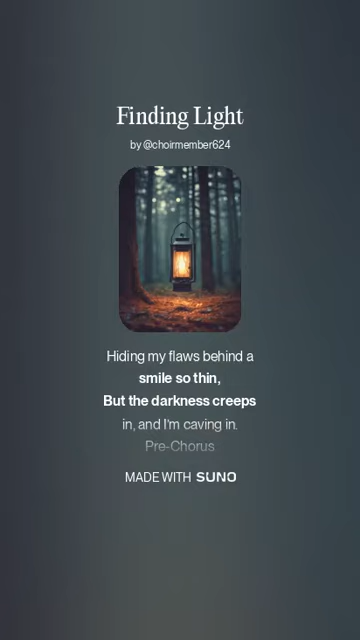 Finding Light
by @choirmember624
Hiding my flaws behind a
smile so thin,
But the darkness creeps
in, and I'm caving in.
Pre-Chorus
MADE WITH SUNO